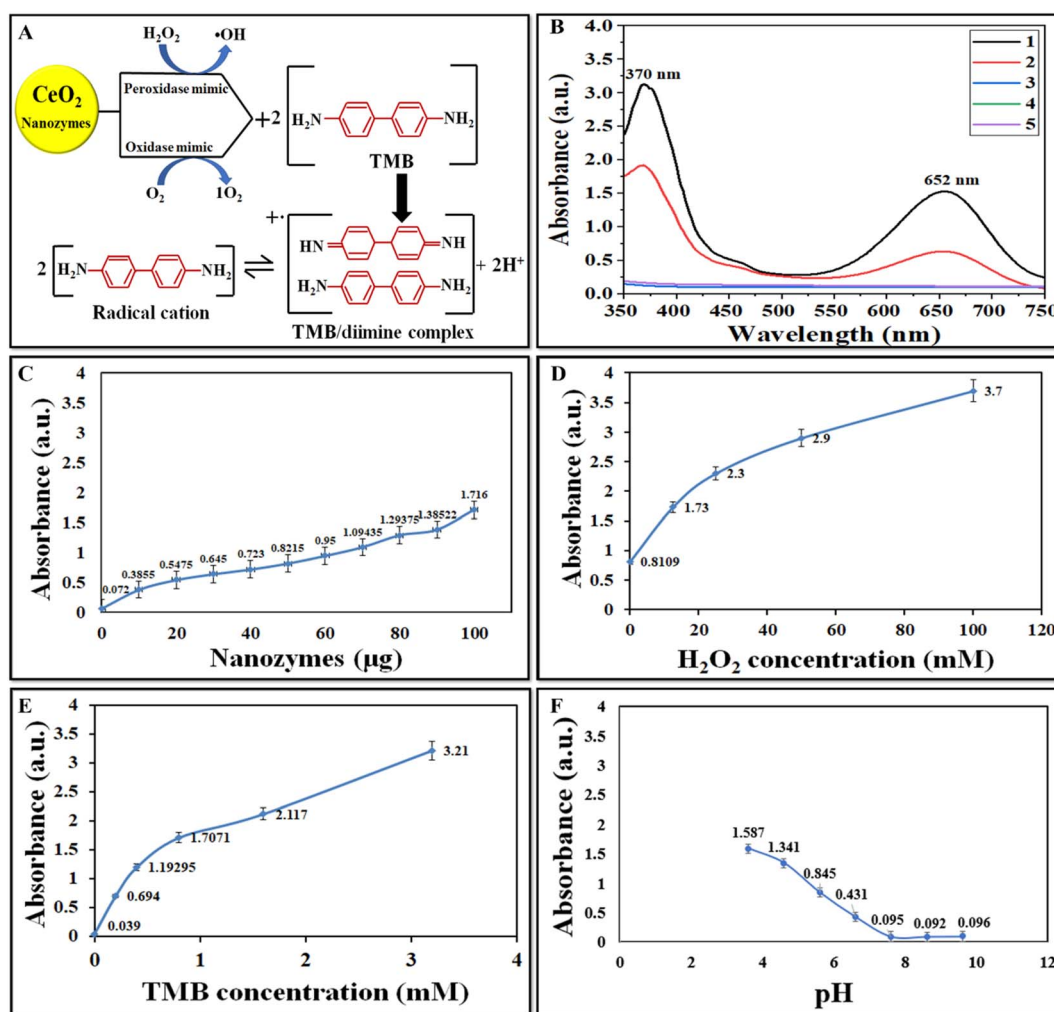 A
H₂O₂ •OH
CeO₂
Nanozymes
Peroxidase mimic
Oxidase mimic
O₂ 1O₂
+2
H₂N NH₂
TMB
+·
HN NH
+ 2H⁺
H₂N NH₂
TMB/diimine complex
2
H₂N NH₂
⇌
Radical cation
B
Absorbance (a.u.)
4.0
3.5
3.0
2.5
2.0
1.5
1.0
0.5
0.0
370 nm
652 nm
1
2
3
4
5
350 400 450 500 550 600 650 700 750
Wavelength (nm)
C
Absorbance (a.u.)
4
3.5
3
2.5
2
1.5
1
0.5
0
0.072
0.3855
0.5475
0.645
0.723
0.8215
0.95
1.09435
1.29375
1.38522
1.716
0 20 40 60 80 100
Nanozymes (µg)
D
Absorbance (a.u.)
4
3.5
3
2.5
2
1.5
1
0.5
0
0.8109
1.73
2.3
2.9
3.7
0 20 40 60 80 100 120
H₂O₂ concentration (mM)
E
Absorbance (a.u.)
4
3.5
3
2.5
2
1.5
1
0.5
0
0.039
0.694
1.19295
1.7071
2.117
3.21
0 1 2 3 4
TMB concentration (mM)
F
Absorbance (a.u.)
4
3.5
3
2.5
2
1.5
1
0.5
0
1.587
1.341
0.845
0.431
0.095
0.092
0.096
0 2 4 6 8 10 12
pH